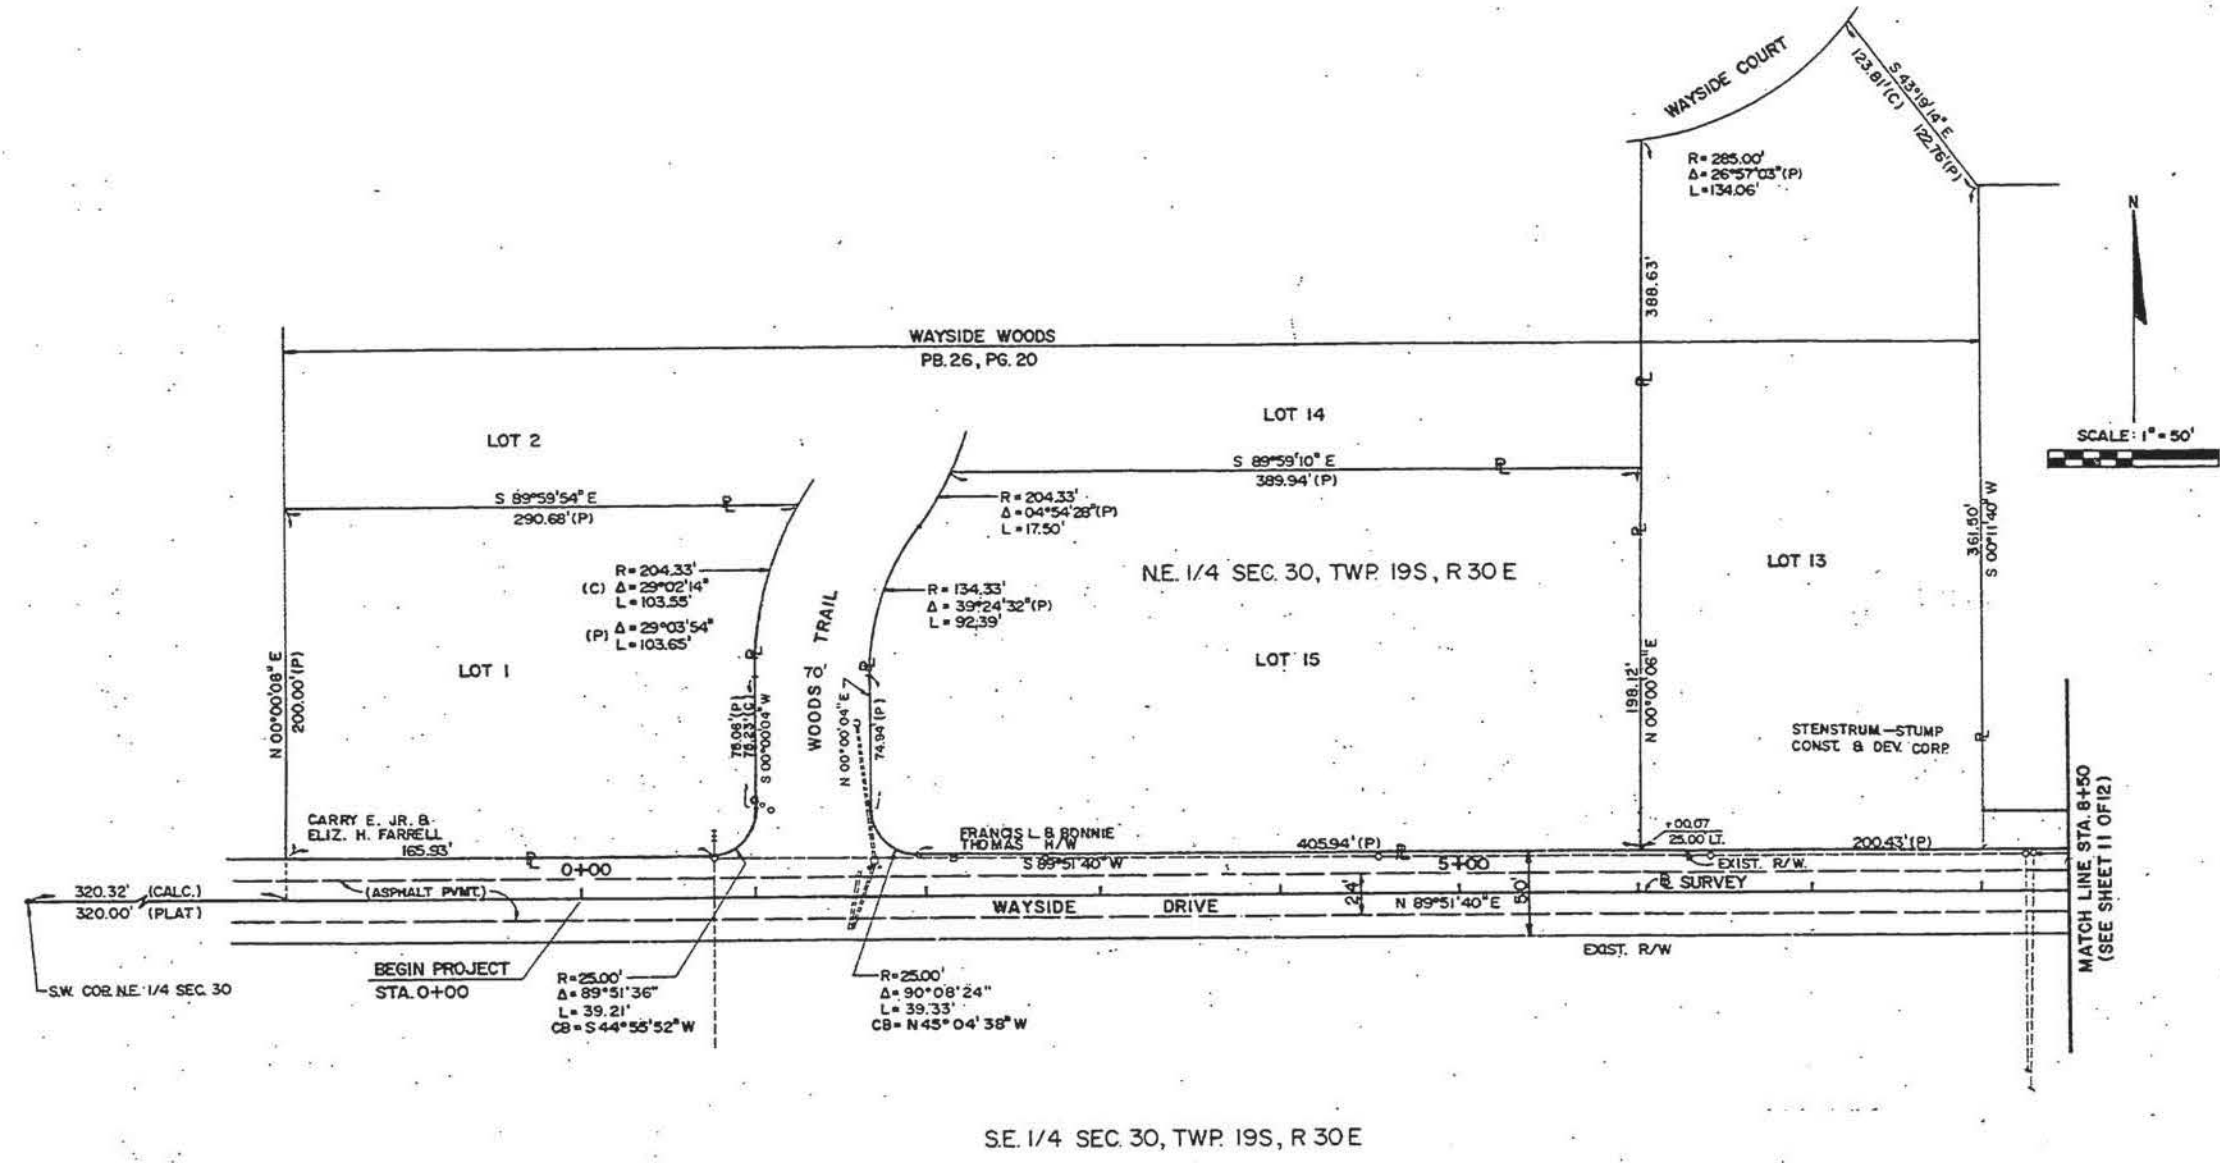 WAYSIDE COURT
S 43°19'14" E
123.81'(C)
122.76'(P)
R=285.00'
Δ=26°57'03"(P)
L=134.06'
N
388.63'
WAYSIDE WOODS
PB.26, PG. 20
LOT 14
LOT 2
SCALE: 1"=50'
S 89°59'10" E
389.94'(P)
S 89°59'54" E
290.68'(P)
R=204.33'
Δ=04°54'28"(P)
L=17.50'
361.50'
S 00°11'40" W
LOT 13
N.E. 1/4 SEC. 30, TWP. 19S, R 30 E
R=204.33'
(C) Δ=29°02'14"
L=103.55'
(P) Δ=29°03'54"
L=103.65'
R=134.33'
Δ=39°24'32"(P)
L=92.39'
LOT 1
LOT 15
WOODS TRAIL
70'
N 00°00'08" E
200.00'(P)
76.23'(C)
S 00°00'04" W
N 00°00'04" E
74.94'(P)
198.12'
N 00°00'06" E
STENSTRUM-STUMP
CONST. & DEV. CORP.
MATCH LINE STA. 8+50
(SEE SHEET 11 OF 12)
CARRY E. JR. &
ELIZ. H. FARRELL
165.93'
FRANCIS L. & BONNIE
THOMAS H/W
S 89°51'40" W
405.94'(P)
+00.07
25.00 LT.
200.43'(P)
0+00
5+00
EXIST. R/W.
320.32' (CALC.)
320.00' (PLAT)
(ASPHALT PVMT.)
SURVEY
WAYSIDE DRIVE
24'
N 89°51'40" E
50'
EXIST. R/W
S.W. COR. N.E. 1/4 SEC. 30
BEGIN PROJECT
STA. 0+00
R=25.00'
Δ=89°51'36"
L=39.21'
CB=S 44°55'52" W
R=25.00'
Δ=90°08'24"
L=39.33'
CB=N 45°04'38" W
S.E. 1/4 SEC. 30, TWP. 19S, R 30 E